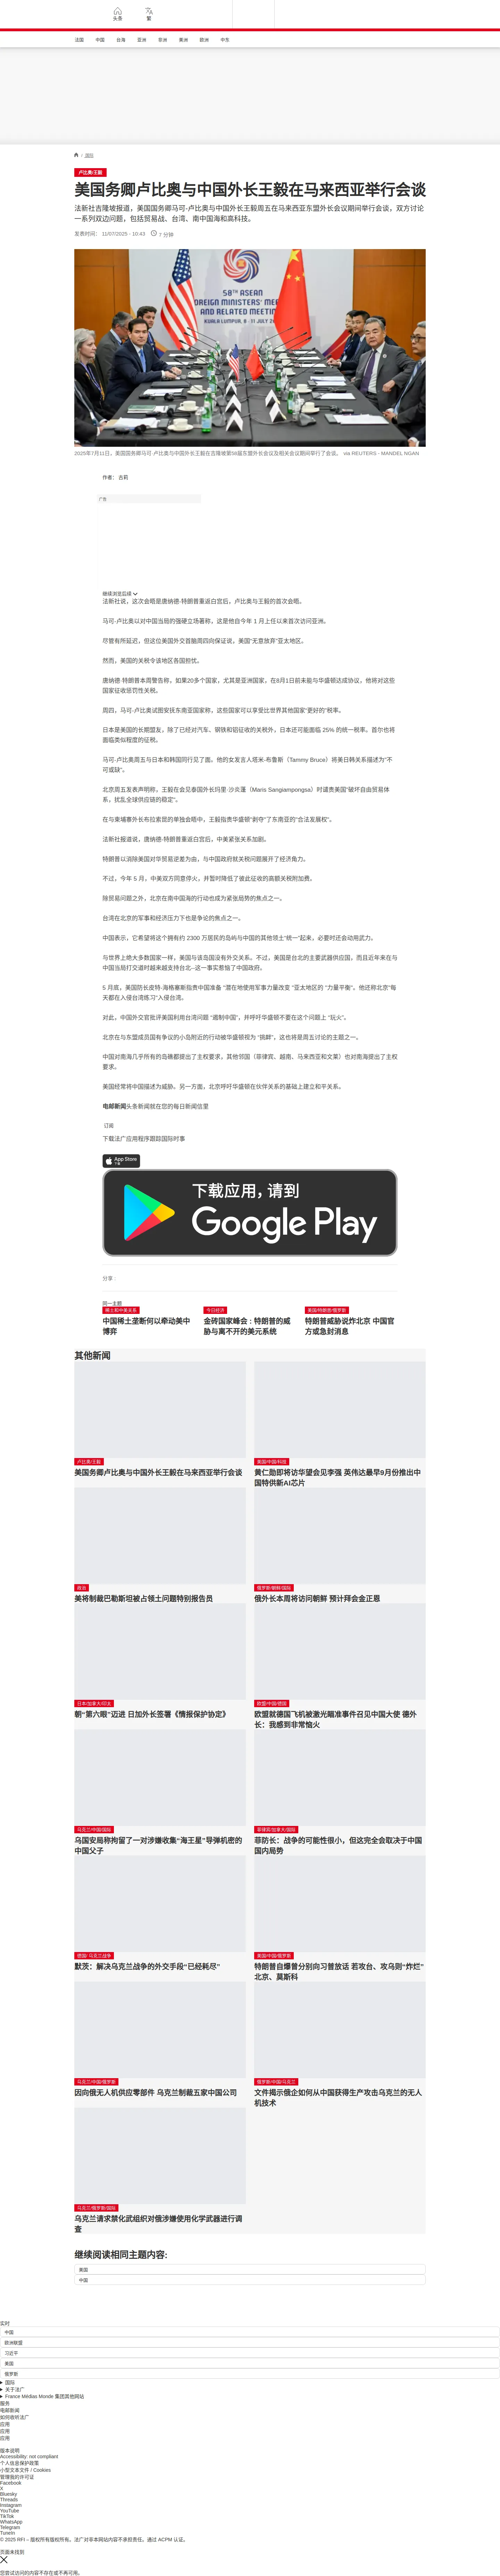 头条
繁
法国
中国
台海
亚洲
非洲
美洲
欧洲
中东
/ 国际
卢比奥/王毅
美国务卿卢比奥与中国外长王毅在马来西亚举行会谈
法新社吉隆坡报道，美国国务卿马可-卢比奥与中国外长王毅周五在马来西亚东盟外长会议期间举行会谈，双方讨论
一系列双边问题，包括贸易战、台湾、南中国海和高科技。
发表时间： 11/07/2025 - 10:43 7 分钟
58TH ASEAN
FOREIGN MINISTERS' MEETING
AND RELATED MEETINGS
KUALA LUMPUR, 8 - 11 JULY 2025
2025年7月11日，美国国务卿马可·卢比奥与中国外长王毅在吉隆坡第58届东盟外长会议及相关会议期间举行了会谈。 via REUTERS - MANDEL NGAN
作者： 古莉
广告
继续浏览后续
法新社说，这次会晤是唐纳德-特朗普重返白宫后，卢比奥与王毅的首次会晤。
马可-卢比奥以对中国当局的强硬立场著称，这是他自今年 1 月上任以来首次访问亚洲。
尽管有所延迟，但这位美国外交首脑周四向保证说，美国“无意放弃”亚太地区。
然而，美国的关税令该地区各国担忧。
唐纳德·特朗普本周警告称，如果20多个国家，尤其是亚洲国家，在8月1日前未能与华盛顿达成协议，他将对这些
国家征收惩罚性关税。
周四，马可-卢比奥试图安抚东南亚国家称，这些国家可以享受比世界其他国家“更好的”税率。
日本是美国的长期盟友，除了已经对汽车、钢铁和铝征收的关税外，日本还可能面临 25% 的统一税率。首尔也将
面临类似程度的征税。
马可-卢比奥周五与日本和韩国同行见了面。他的女发言人塔米-布鲁斯（Tammy Bruce）将美日韩关系描述为“不
可或缺”。
北京周五发表声明称，王毅在会见泰国外长玛里·沙炎蓬（Maris Sangiampongsa）时谴责美国“破坏自由贸易体
系，扰乱全球供应链的稳定”。
在与柬埔寨外长布拉索昆的单独会晤中，王毅指责华盛顿“剥夺”了东南亚的“合法发展权”。
法新社报道说，唐纳德-特朗普重返白宫后，中美紧张关系加剧。
特朗普以消除美国对华贸易逆差为由，与中国政府就关税问题展开了经济角力。
不过，今年 5 月，中美双方同意停火，并暂时降低了彼此征收的高额关税附加费。
除贸易问题之外，北京在南中国海的行动也成为紧张局势的焦点之一。
台湾在北京的军事和经济压力下也是争论的焦点之一。
中国表示，它希望将这个拥有约 2300 万居民的岛屿与中国的其他领土“统一”起来，必要时还会动用武力。
与世界上绝大多数国家一样，美国与该岛国没有外交关系。不过，美国是台北的主要武器供应国，而且近年来在与
中国当局打交道时越来越支持台北--这一事实惹恼了中国政府。
5 月底，美国防长皮特-海格塞斯指责中国准备 “潜在地使用军事力量改变 ”亚太地区的 “力量平衡”。他还称北京“每
天都在入侵台湾练习”入侵台湾。
对此，中国外交官批评美国利用台湾问题 “遏制中国”，并呼吁华盛顿不要在这个问题上 “玩火”。
北京在与东盟成员国有争议的小岛附近的行动被华盛顿视为 “挑衅”，这也将是周五讨论的主题之一。
中国对南海几乎所有的岛礁都提出了主权要求，其他邻国（菲律宾、越南、马来西亚和文莱）也对南海提出了主权
要求。
美国经常将中国描述为威胁。另一方面，北京呼吁华盛顿在伙伴关系的基础上建立和平关系。
电邮新闻头条新闻就在您的每日新闻信里
订阅
下载法广应用程序跟踪国际时事
App Store
下载
下载应用，请到
Google Play
分享 :
同一主题
稀土和中美关系
中国稀土垄断何以牵动美中
博弈
今日经济
金砖国家峰会 : 特朗普的威
胁与离不开的美元系统
美国/特朗普/俄罗斯
特朗普威胁说炸北京 中国官
方或急封消息
其他新闻
卢比奥/王毅
美国务卿卢比奥与中国外长王毅在马来西亚举行会谈
美国/中国/科技
黄仁勋即将访华望会见李强 英伟达最早9月份推出中
国特供新AI芯片
政治
美将制裁巴勒斯坦被占领土问题特别报告员
俄罗斯/朝鲜/国际
俄外长本周将访问朝鲜 预计拜会金正恩
日本/加拿大/印太
朝“第六眼”迈进 日加外长签署《情报保护协定》
欧盟/中国/德国
欧盟就德国飞机被激光瞄准事件召见中国大使 德外
长：我感到非常恼火
乌克兰/中国/国际
乌国安局称拘留了一对涉嫌收集“海王星”导弹机密的
中国父子
菲律宾/加拿大/国际
菲防长：战争的可能性很小，但这完全会取决于中国
国内局势
德国/ 乌克兰战争
默茨：解决乌克兰战争的外交手段“已经耗尽”
美国/中国/俄罗斯
特朗普自爆曾分别向习普放话 若攻台、攻乌则“炸烂”
北京、莫斯科
乌克兰/中国/俄罗斯
因向俄无人机供应零部件 乌克兰制裁五家中国公司
俄罗斯/中国/乌克兰
文件揭示俄企如何从中国获得生产攻击乌克兰的无人
机技术
乌克兰/俄罗斯/国际
乌克兰请求禁化武组织对俄涉嫌使用化学武器进行调
查
继续阅读相同主题内容:
美国
中国
实时
中国
欧洲联盟
习近平
美国
俄罗斯
国际
关于法广
France Médias Monde 集团其他网站
服务
电邮新闻
如何收听法广
应用
应用
应用
版本说明
Accessibility: not compliant
个人信息保护政策
小型文本文件 / Cookies
管理我的许可证
Facebook
X
Bluesky
Threads
Instagram
YouTube
TikTok
WhatsApp
Telegram
TuneIn
© 2025 RFI – 版权所有版权所有。法广对非本网站内容不承担责任。通过 ACPM 认证。
页面未找到
您尝试访问的内容不存在或不再可用。